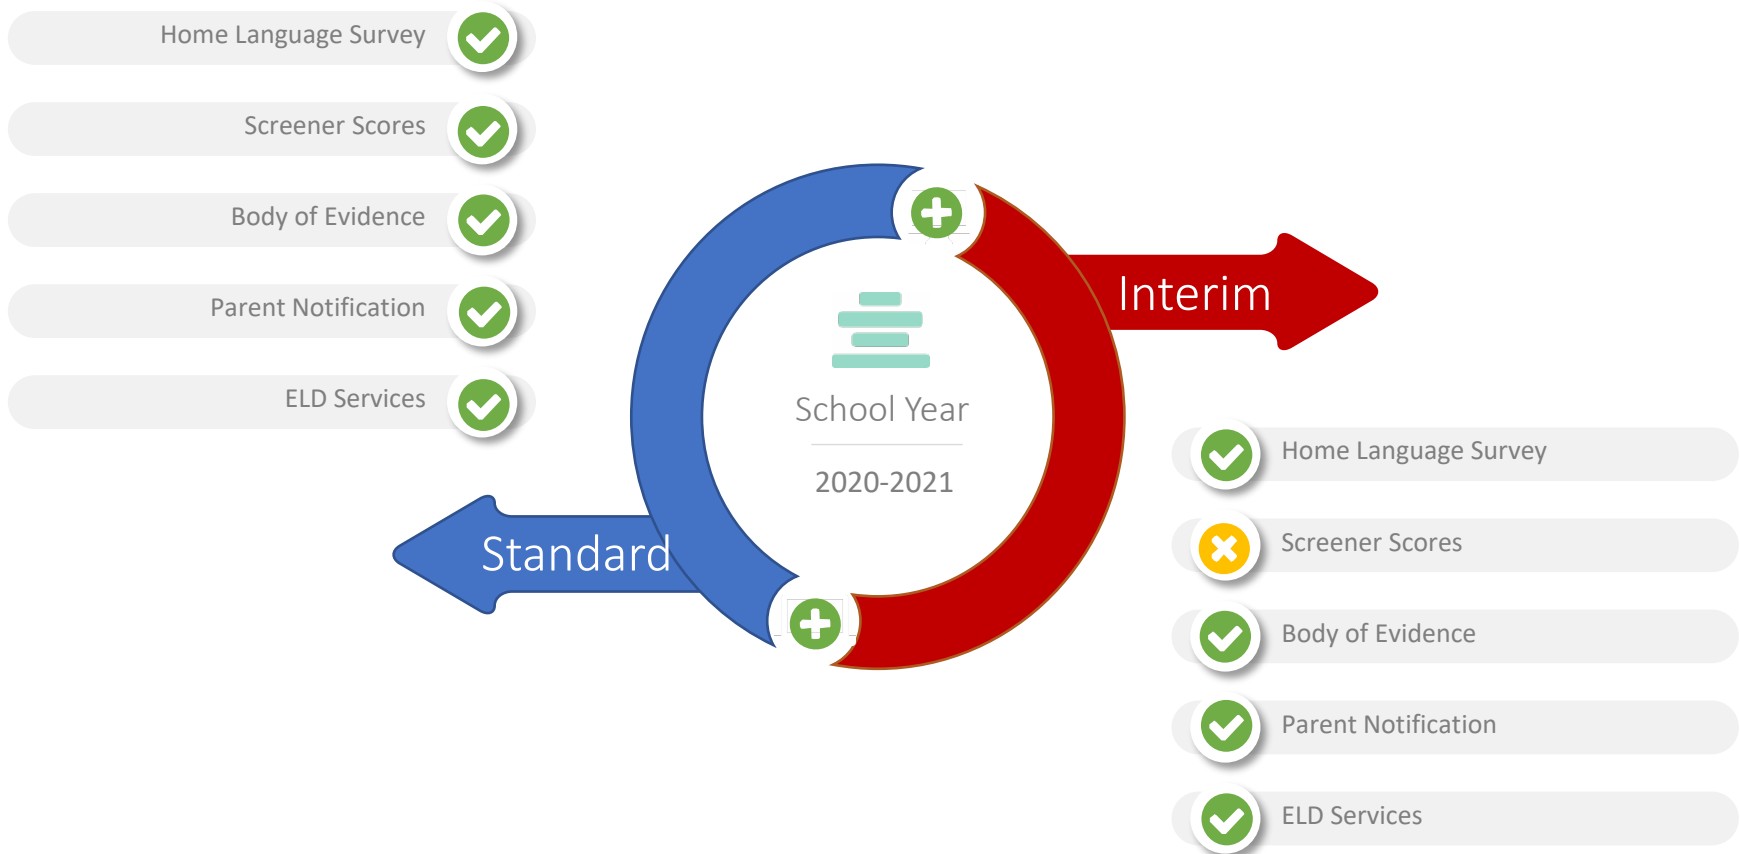 Home Language Survey
Screener Scores
Body of Evidence
Parent Notification
ELD Services
Standard
School Year
2020-2021
Interim
Home Language Survey
Screener Scores
Body of Evidence
Parent Notification
ELD Services